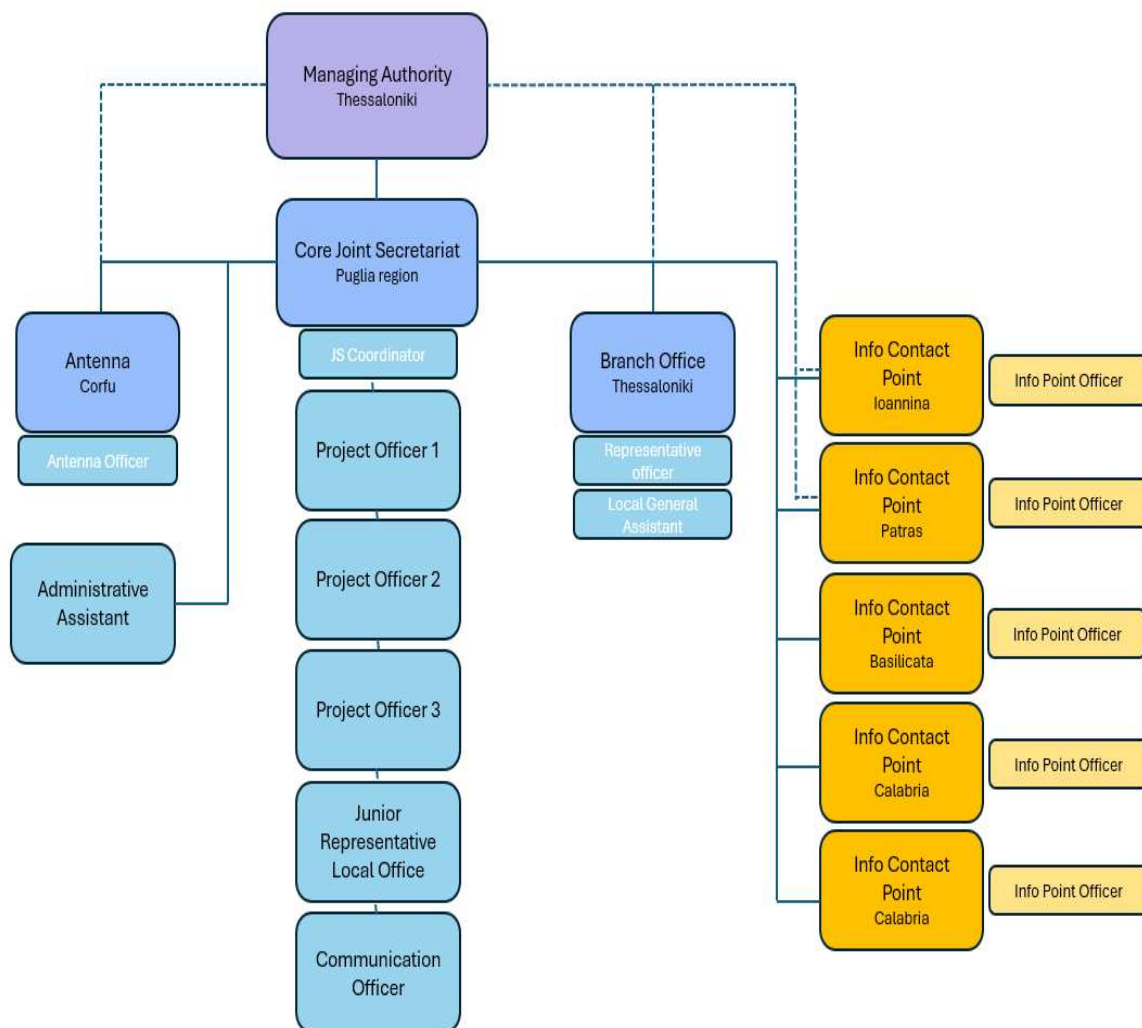 Managing Authority
Thessaloniki
Core Joint Secretariat
Puglia region
JS Coordinator
Project Officer 1
Project Officer 2
Project Officer 3
Junior
Representative
Local Office
Communication
Officer
Antenna
Corfu
Antenna Officer
Administrative
Assistant
Branch Office
Thessaloniki
Representative
officer
Local General
Assistant
Info Contact
Point
Ioannina
Info Point Officer
Info Contact
Point
Patras
Info Point Officer
Info Contact
Point
Basilicata
Info Point Officer
Info Contact
Point
Calabria
Info Point Officer
Info Contact
Point
Calabria
Info Point Officer